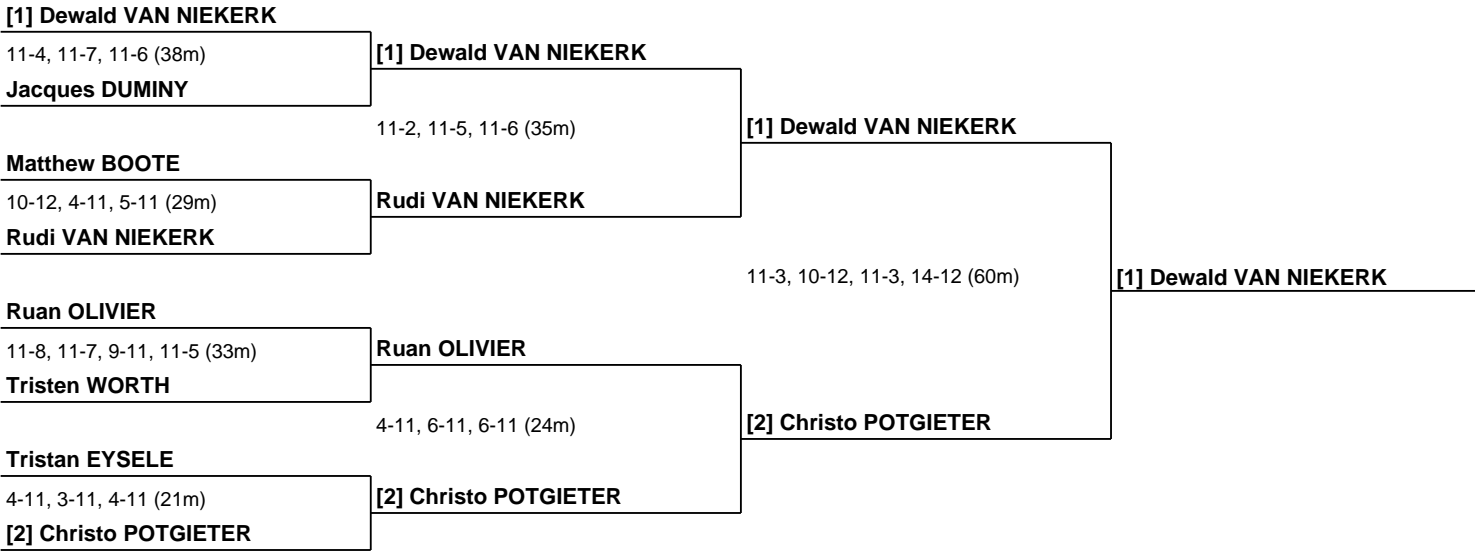 [1] Dewald VAN NIEKERK
11-4, 11-7, 11-6 (38m)
Jacques DUMINY
Matthew BOOTE
10-12, 4-11, 5-11 (29m)
Rudi VAN NIEKERK
Ruan OLIVIER
11-8, 11-7, 9-11, 11-5 (33m)
Tristen WORTH
Tristan EYSELE
4-11, 3-11, 4-11 (21m)
[2] Christo POTGIETER
[1] Dewald VAN NIEKERK
11-2, 11-5, 11-6 (35m)
Rudi VAN NIEKERK
Ruan OLIVIER
4-11, 6-11, 6-11 (24m)
[2] Christo POTGIETER
[1] Dewald VAN NIEKERK
11-3, 10-12, 11-3, 14-12 (60m)
[2] Christo POTGIETER
[1] Dewald VAN NIEKERK